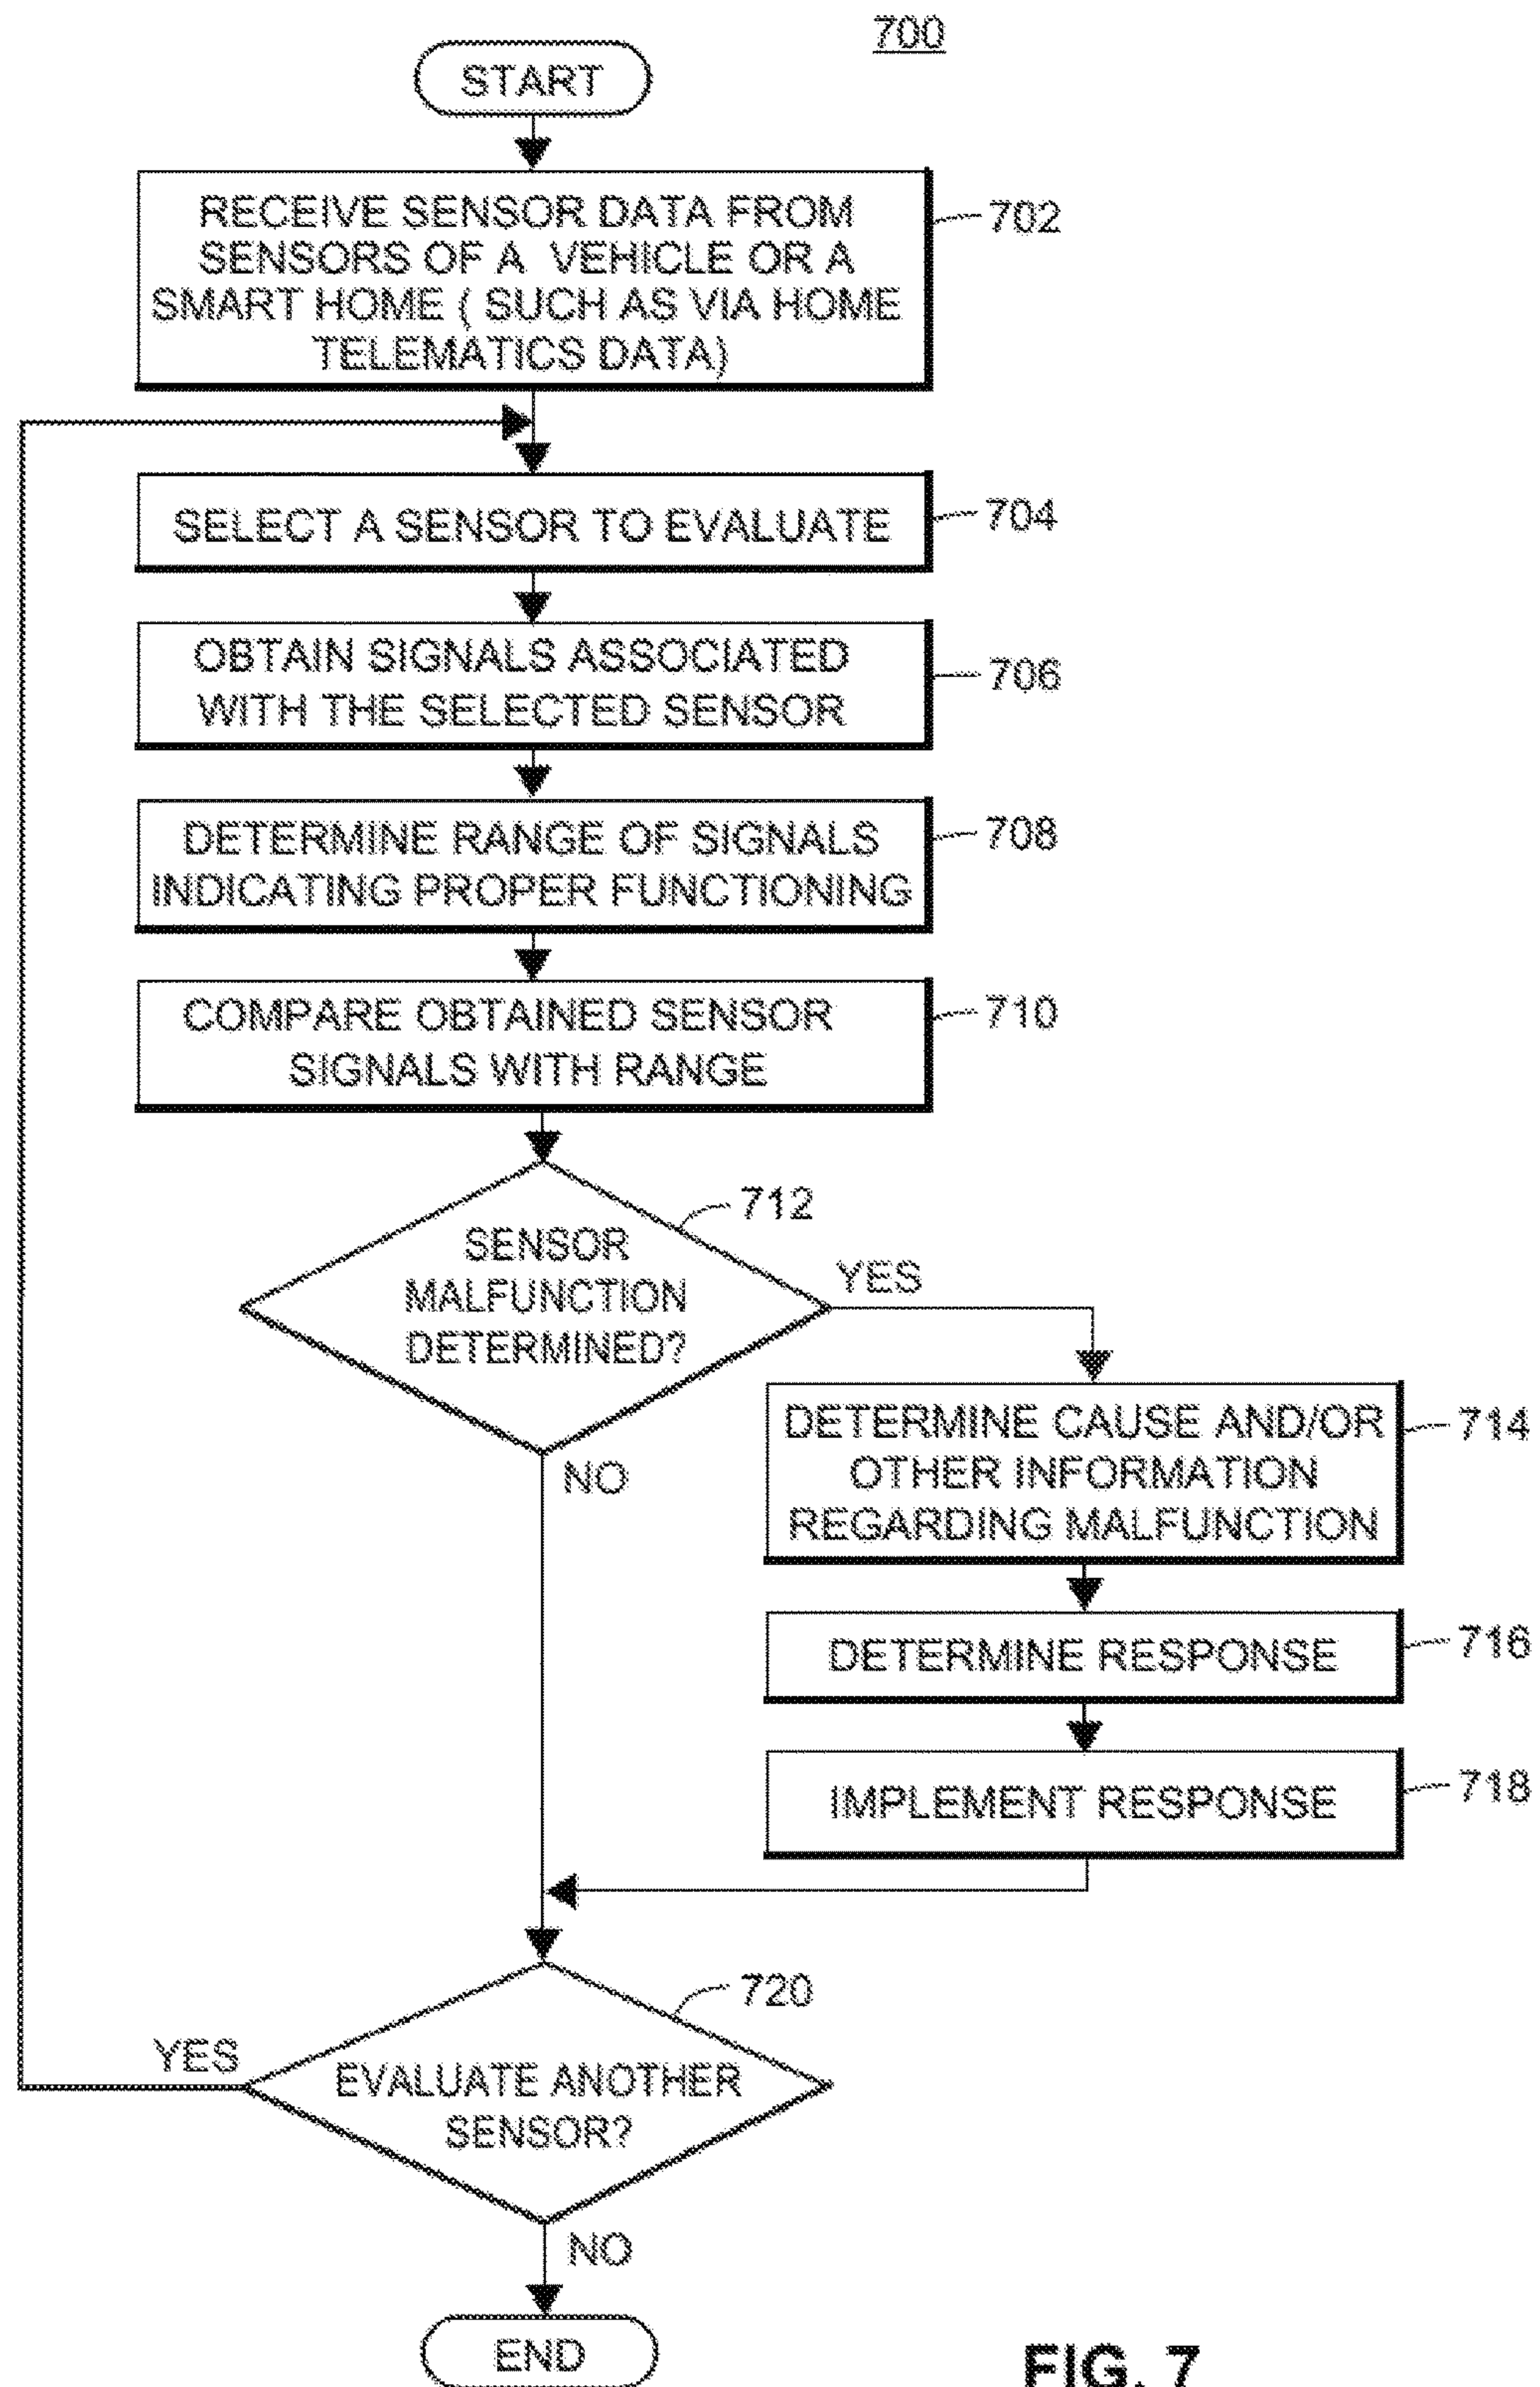 700
START
RECEIVE SENSOR DATA FROM
SENSORS OF A VEHICLE OR A
SMART HOME ( SUCH AS VIA HOME
TELEMATICS DATA)
702
SELECT A SENSOR TO EVALUATE
704
OBTAIN SIGNALS ASSOCIATED
WITH THE SELECTED SENSOR
706
DETERMINE RANGE OF SIGNALS
INDICATING PROPER FUNCTIONING
708
COMPARE OBTAINED SENSOR
SIGNALS WITH RANGE
710
712
SENSOR
MALFUNCTION
DETERMINED?
YES
NO
DETERMINE CAUSE AND/OR
OTHER INFORMATION
REGARDING MALFUNCTION
714
DETERMINE RESPONSE
716
IMPLEMENT RESPONSE
718
720
YES
EVALUATE ANOTHER
SENSOR?
NO
END
FIG. 7